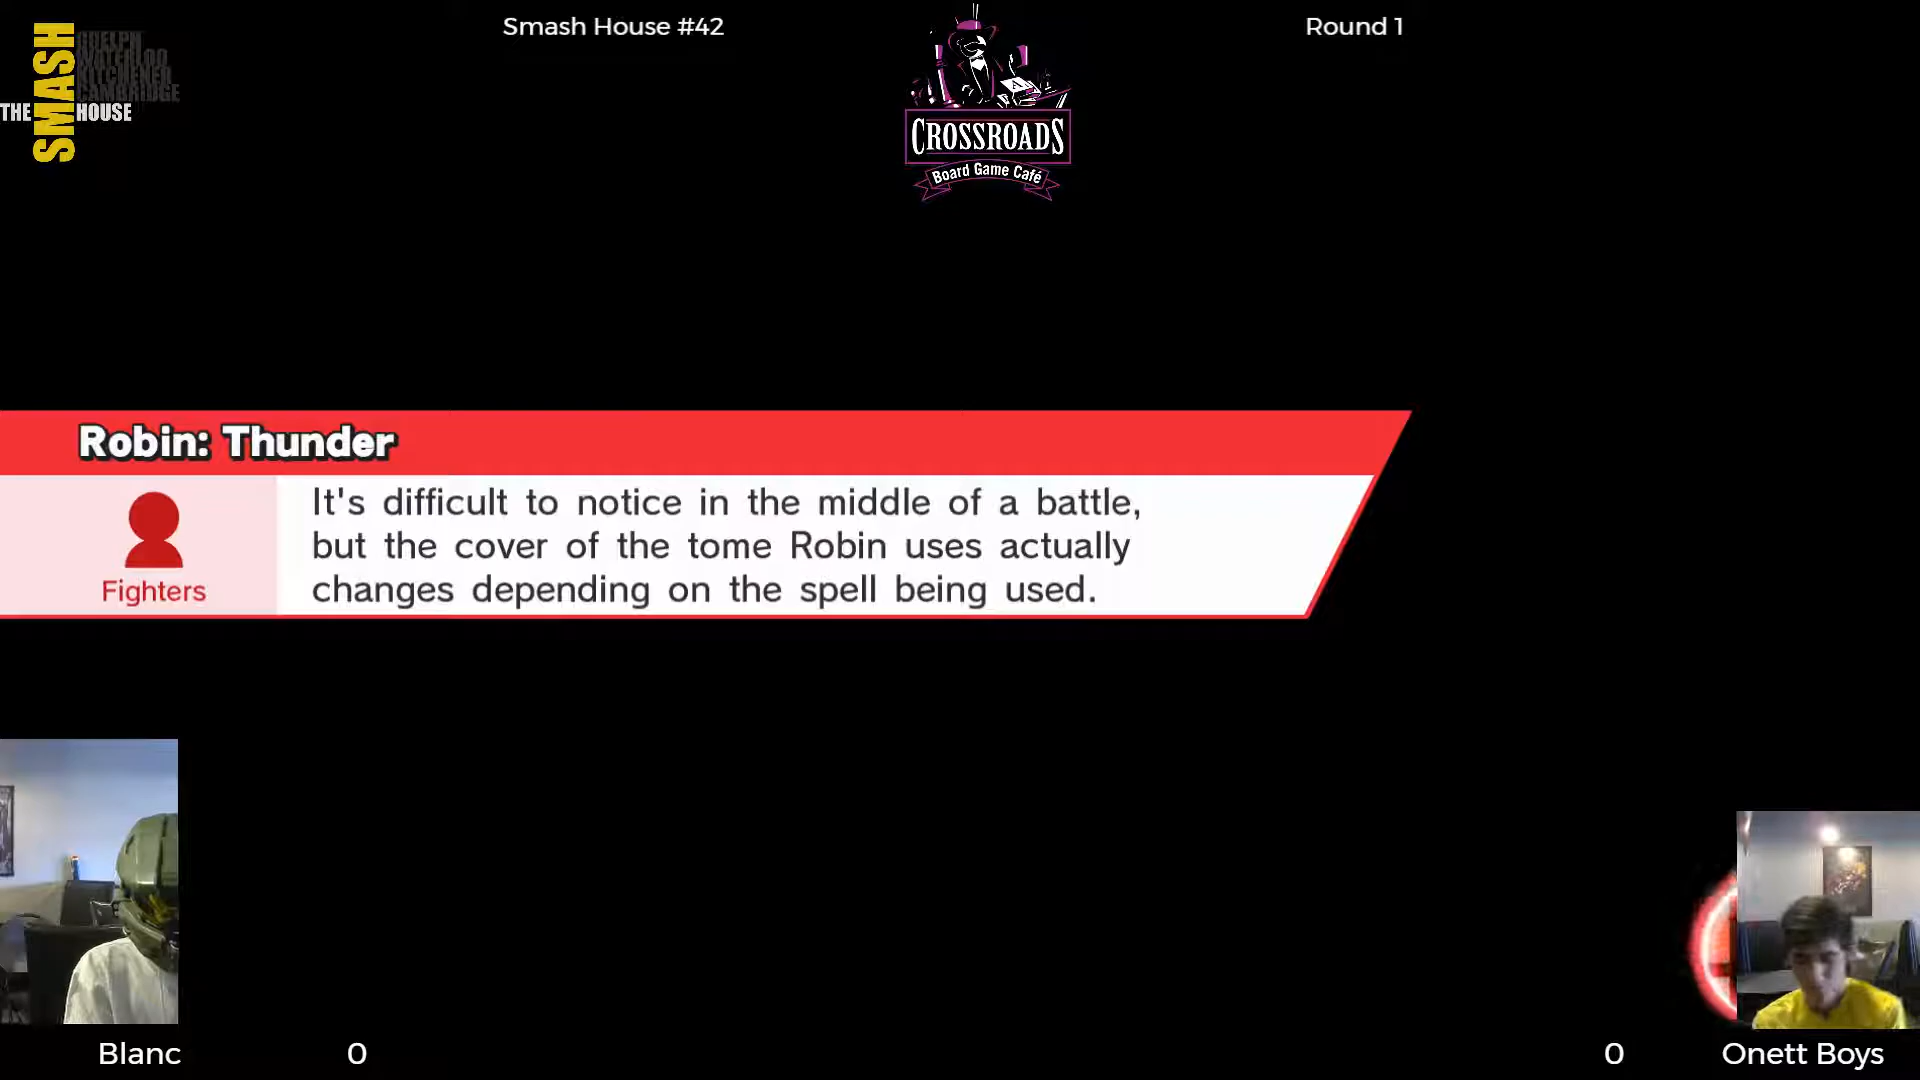 Smash House #42
Round 1
GUELPH
WATERLOO
KITCHENER
CAMBRIDGE
THE SMASH HOUSE
CROSSROADS
Board Game Café
Robin: Thunder
It's difficult to notice in the middle of a battle,
but the cover of the tome Robin uses actually
changes depending on the spell being used.
Fighters
Blanc
0
0
Onett Boys